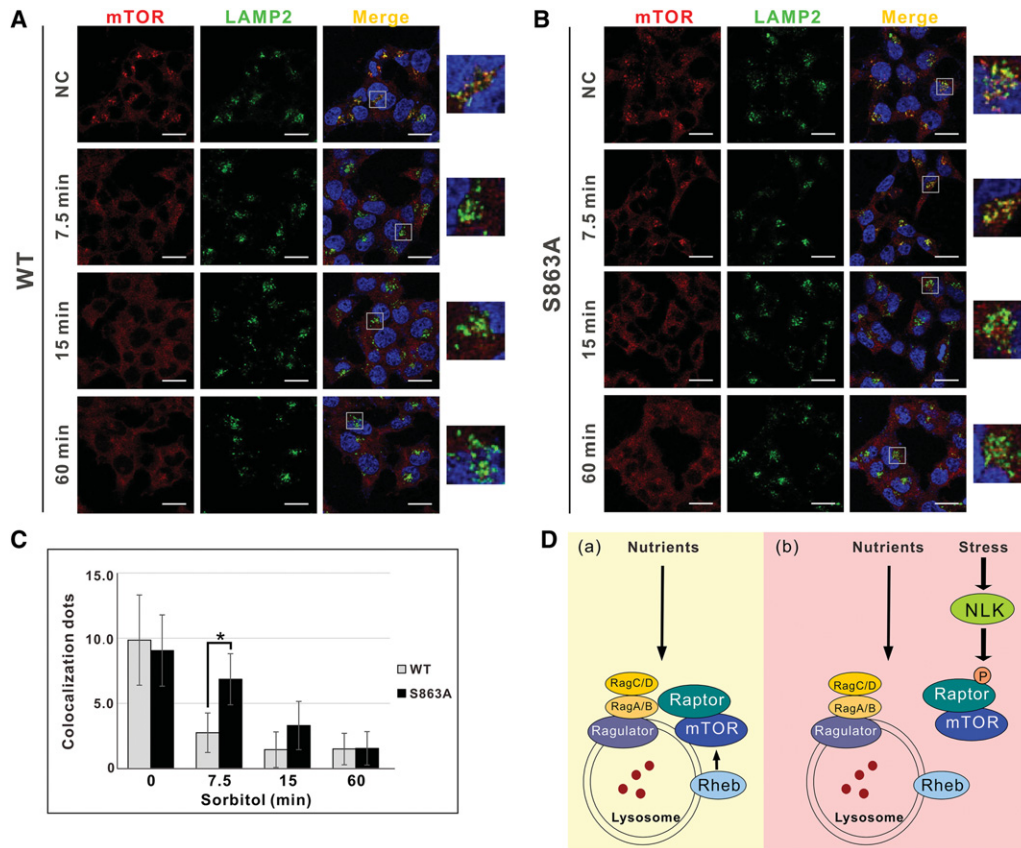 A
mTOR LAMP2 Merge
NC
7.5 min
15 min
60 min
WT
B
mTOR LAMP2 Merge
NC
7.5 min
15 min
60 min
S863A
C
Colocalization dots
15.0
10.0
5.0
0
*
WT
S863A
0 7.5 15 60
Sorbitol (min)
D
(a) Nutrients
RagC/D
RagA/B
Ragulator
Raptor
mTOR
Rheb
Lysosome
(b) Nutrients Stress
NLK
P
RagC/D
RagA/B
Ragulator
Raptor
mTOR
Rheb
Lysosome